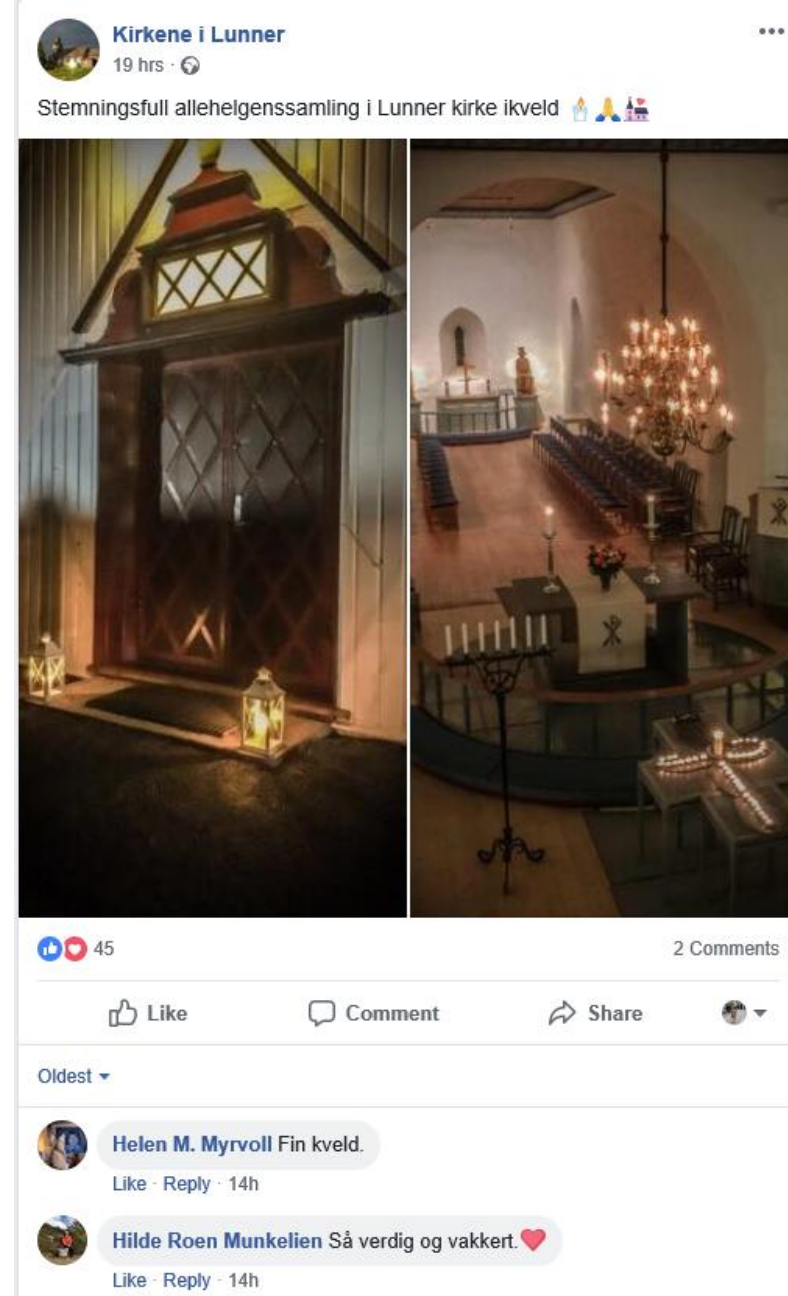 Kirkene i Lunner
19 hrs ·
Stemningsfull allehelgenssamling i Lunner kirke ikveld 🕯️🙏💒
45 2 Comments
Like Comment Share
Oldest
Helen M. Myrvoll Fin kveld.
Like · Reply · 14h
Hilde Roen Munkelien Så verdig og vakkert.❤️
Like · Reply · 14h